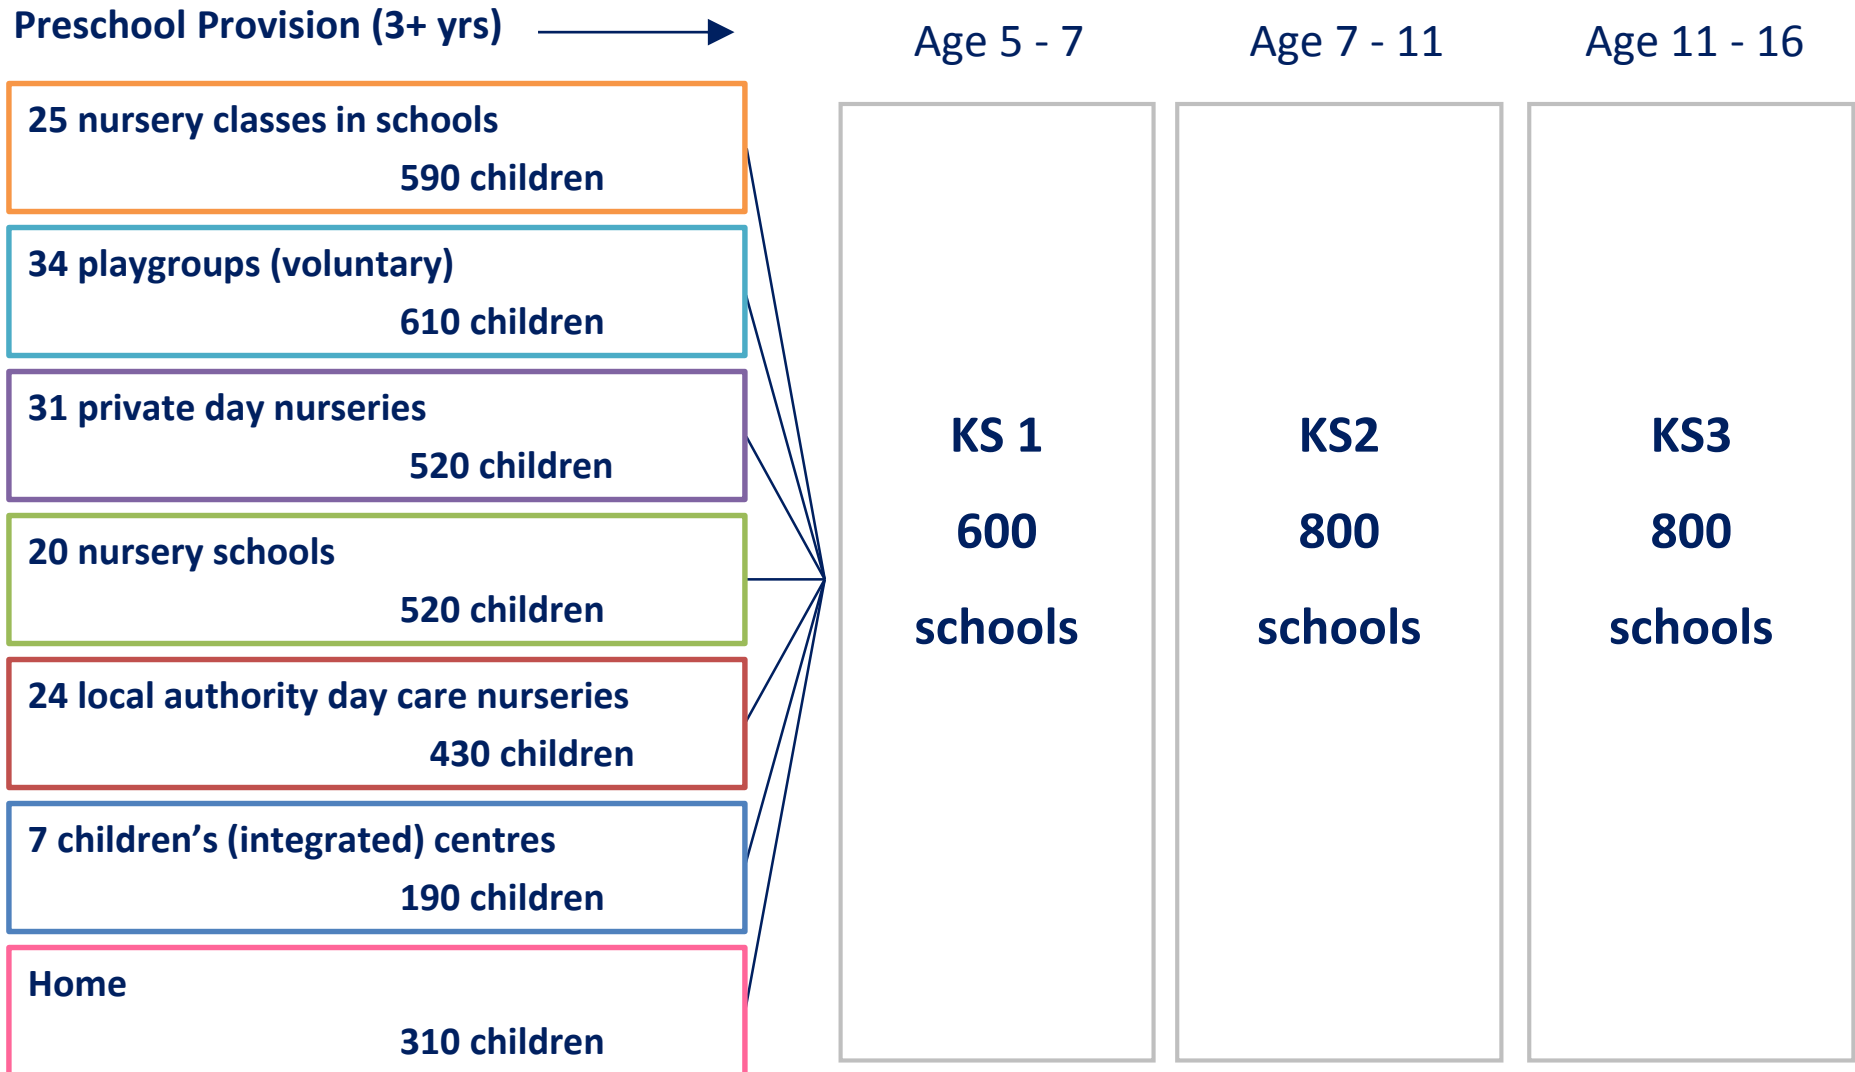 Preschool Provision (3+ yrs)
25 nursery classes in schools
590 children
34 playgroups (voluntary)
610 children
31 private day nurseries
520 children
20 nursery schools
520 children
24 local authority day care nurseries
430 children
7 children’s (integrated) centres
190 children
Home
310 children
Age 5 - 7
KS 1
600
schools
Age 7 - 11
KS2
800
schools
Age 11 - 16
KS3
800
schools